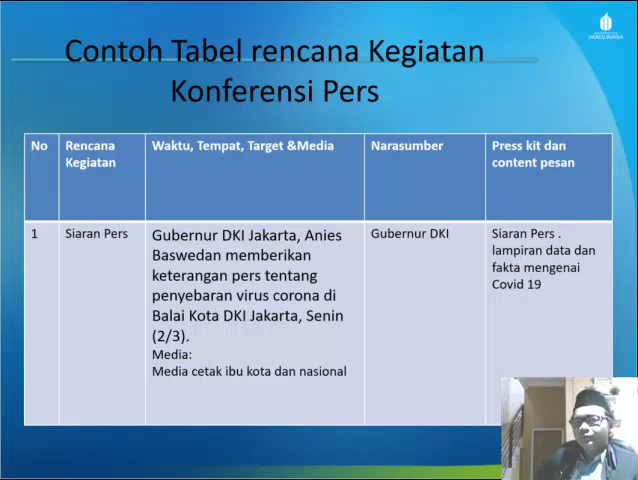 UNIVERSITAS
MERCU BUANA
Contoh Tabel rencana Kegiatan
Konferensi Pers
No
Rencana
Kegiatan
Waktu, Tempat, Target &Media
Narasumber
Press kit dan
content pesan
1
Siaran Pers
Gubernur DKI Jakarta, Anies
Baswedan memberikan
keterangan pers tentang
penyebaran virus corona di
Balai Kota DKI Jakarta, Senin
(2/3).
Media:
Media cetak ibu kota dan nasional
Gubernur DKI
Siaran Pers .
lampiran data dan
fakta mengenai
Covid 19